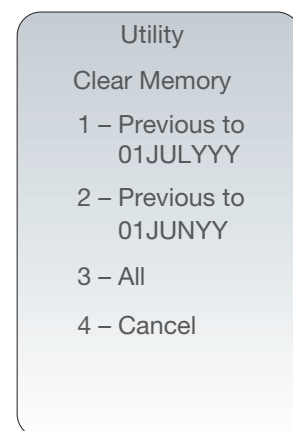 Utility
Clear Memory
1 – Previous to
01JULYYY
2 – Previous to
01JUNYY
3 – All
4 – Cancel